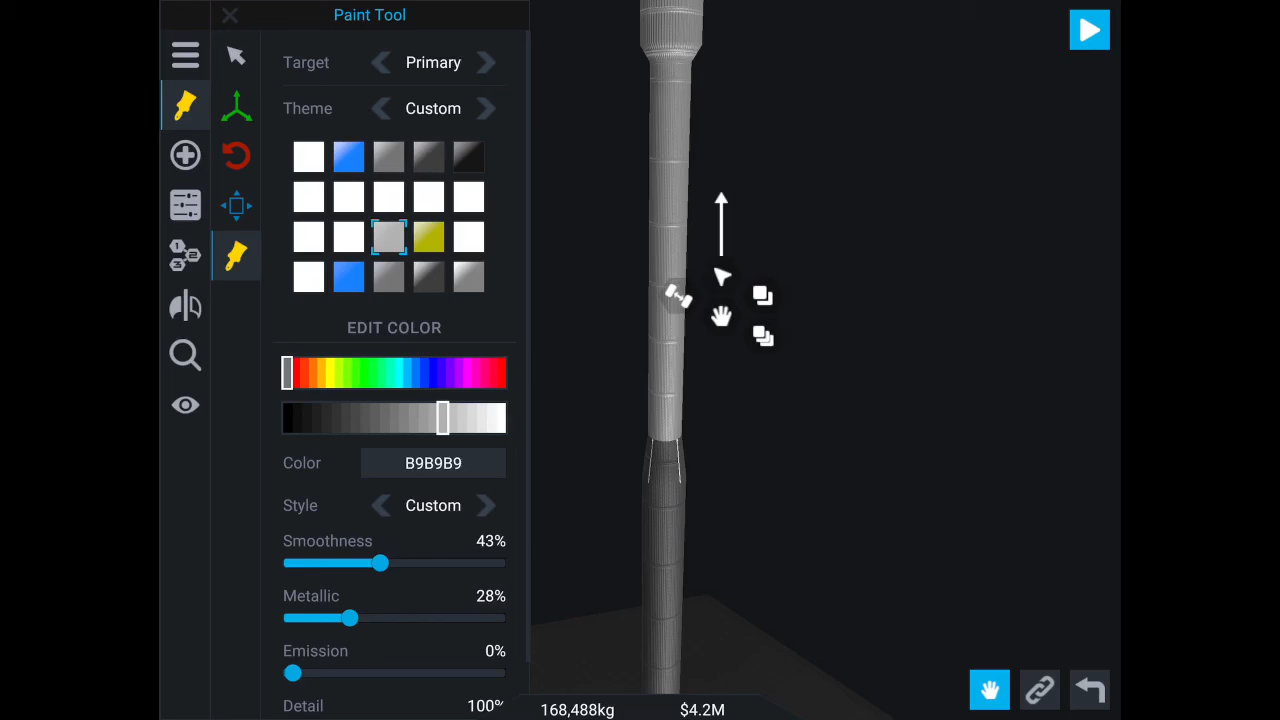 Paint Tool
Target Primary
Theme Custom
EDIT COLOR
Color B9B9B9
Style Custom
Smoothness 43%
Metallic 28%
Emission 0%
Detail 100%
168,488kg $4.2M